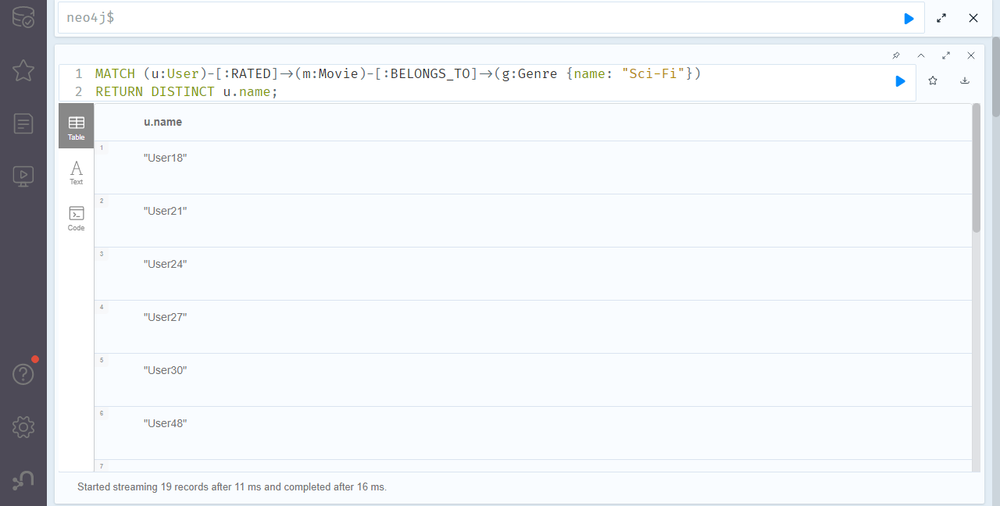 neo4j$
1 MATCH (u:User)-[:RATED]->(m:Movie)-[:BELONGS_TO]->(g:Genre {name: "Sci-Fi"})
2 RETURN DISTINCT u.name;
Table
Text
Code
u.name
1
"User18"
2
"User21"
3
"User24"
4
"User27"
5
"User30"
6
"User48"
7
Started streaming 19 records after 11 ms and completed after 16 ms.